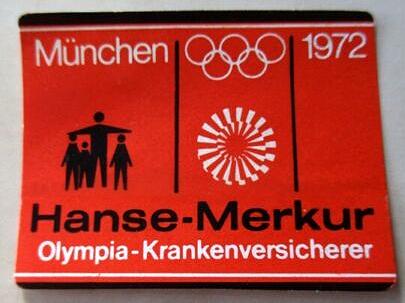 München 1972
Hanse-Merkur
Olympia-Krankenversicherer